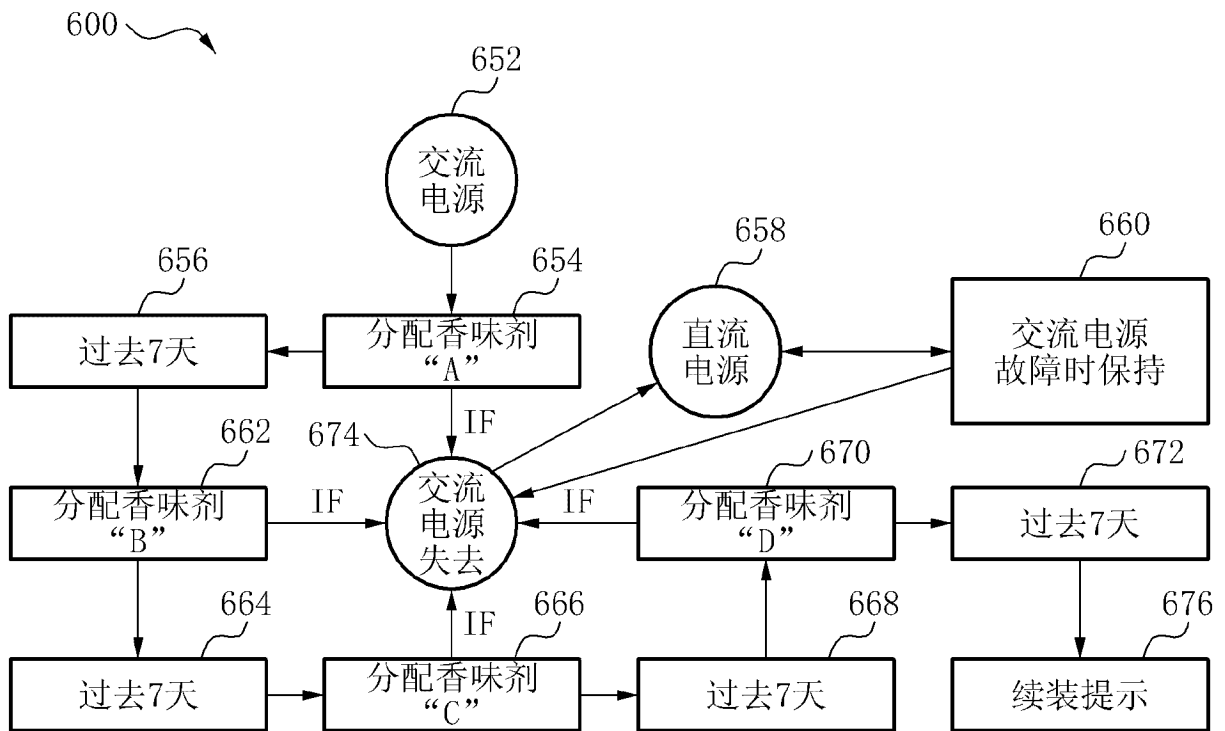 600
652
交流
电源
656
654
658
660
过去7天
分配香味剂
“A”
直流
电源
交流电源
故障时保持
IF
662
674
670
672
分配香味剂
“B”
IF
交流
电源
失去
IF
分配香味剂
“D”
过去7天
664
IF
666
668
676
过去7天
分配香味剂
“C”
过去7天
续装提示